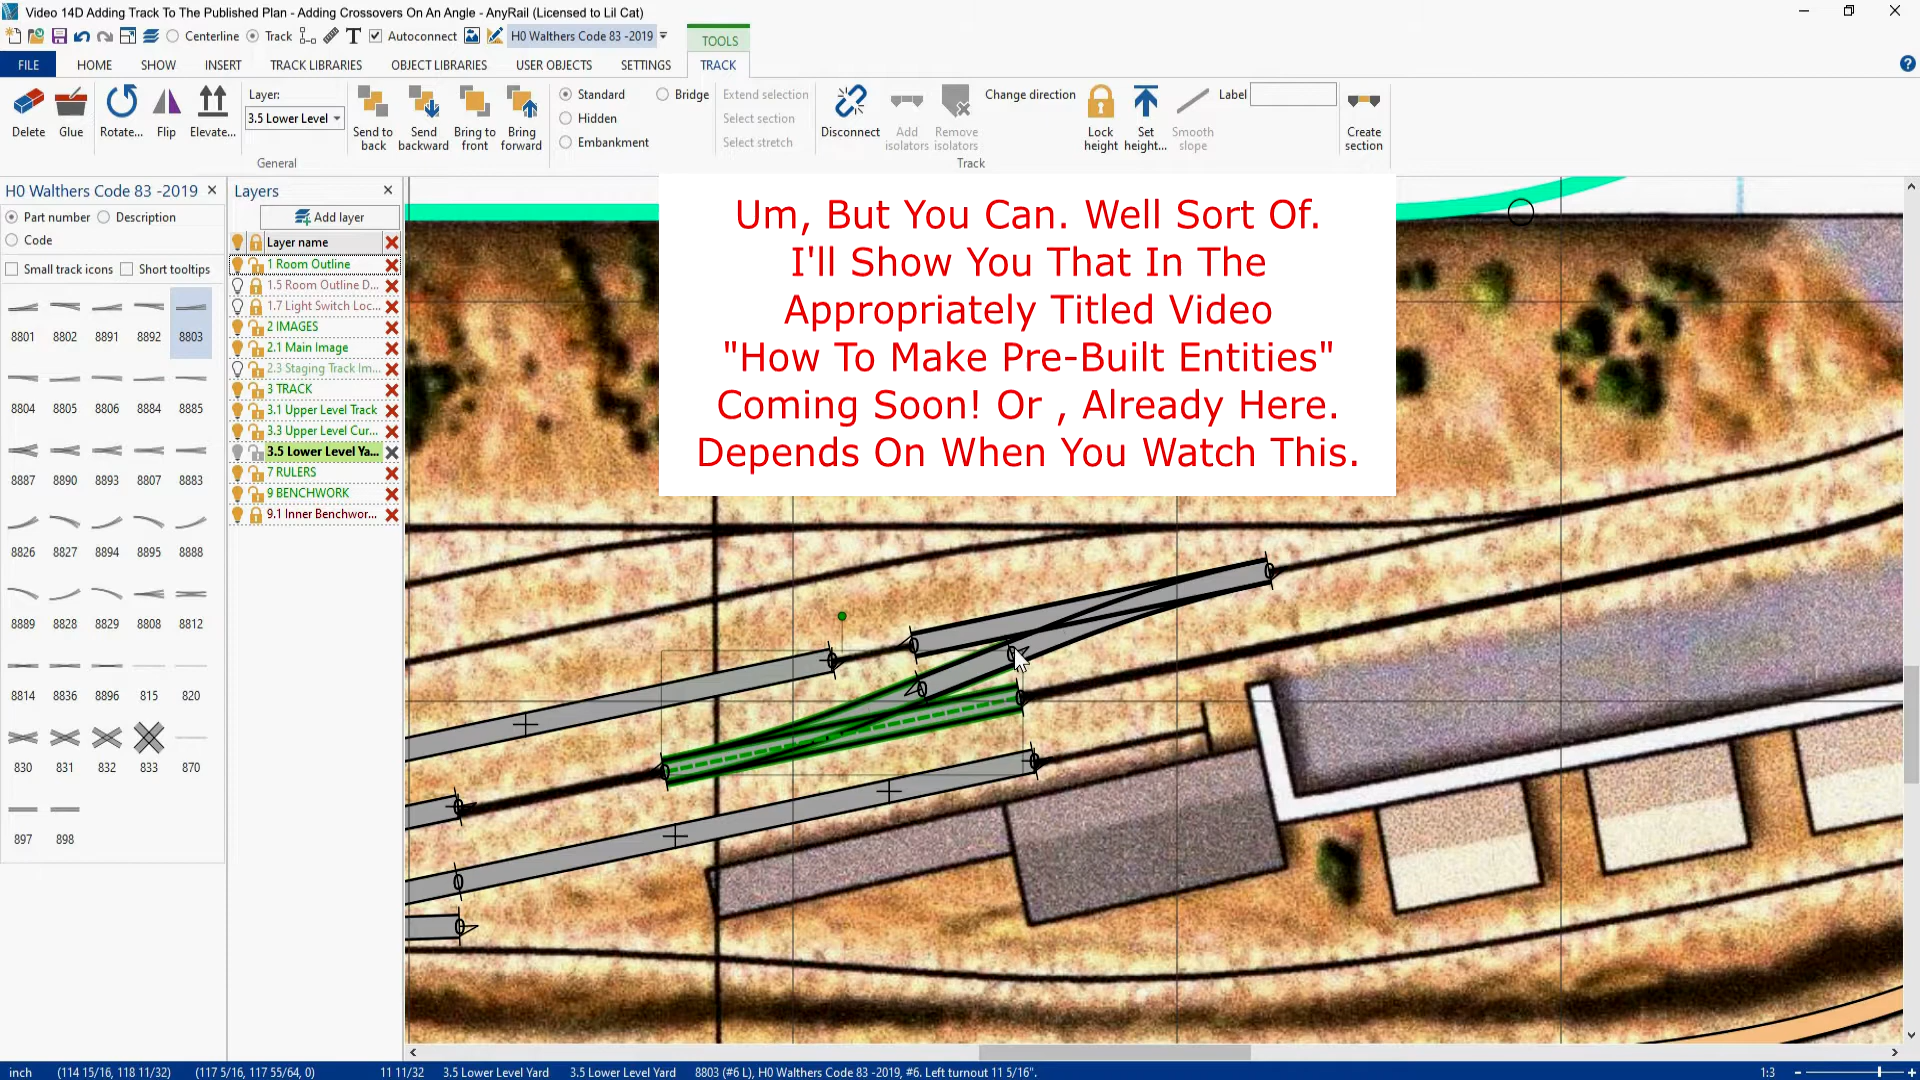 Video 14D Adding Track To The Published Plan - Adding Crossovers On An Angle - AnyRail (Licensed to Lil Cat)
Centerline Track Autoconnect H0 Walthers Code 83 -2019 TOOLS
FILE HOME SHOW INSERT TRACK LIBRARIES OBJECT LIBRARIES USER OBJECTS SETTINGS TRACK
Delete Glue Rotate... Flip Elevate... Layer: 3.5 Lower Level
Send to back Send backward Bring to front Bring forward
Standard Bridge Hidden Embankment
Extend selection Select section Select stretch
Disconnect Add isolators Remove isolators Change direction Lock height Set height... Smooth slope Label Create section
General Track
H0 Walthers Code 83 -2019
Part number Description
Code
Small track icons Short tooltips
8801 8802 8891 8892 8803
8804 8805 8806 8884 8885
8887 8890 8893 8807 8883
8826 8827 8894 8895 8888
8889 8828 8829 8808 8812
8814 8836 8896 815 820
830 831 832 833 870
897 898
Layers
Add layer
Layer name
1 Room Outline
1.5 Room Outline D...
1.7 Light Switch Loc...
2 IMAGES
2.1 Main Image
2.3 Staging Track Im...
3 TRACK
3.1 Upper Level Track
3.3 Upper Level Cur...
3.5 Lower Level Ya...
7 RULERS
9 BENCHWORK
9.1 Inner Benchwor...
Um, But You Can. Well Sort Of.
I'll Show You That In The
Appropriately Titled Video
"How To Make Pre-Built Entities"
Coming Soon! Or , Already Here.
Depends On When You Watch This.
0
0
0
0
0
0
0
0
0
0
0
inch (114 15/16, 118 11/32) (117 5/16, 117 55/64, 0) 11 11/32 3.5 Lower Level Yard 3.5 Lower Level Yard 8803 (#6 L), H0 Walthers Code 83 -2019, #6. Left turnout 11 5/16". 1:3